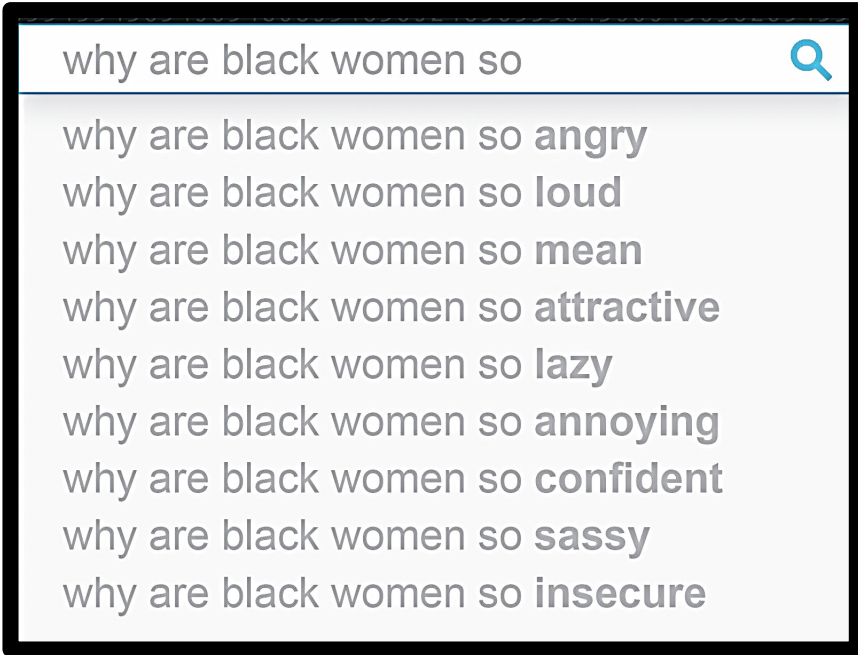 why are black women so
why are black women so angry
why are black women so loud
why are black women so mean
why are black women so attractive
why are black women so lazy
why are black women so annoying
why are black women so confident
why are black women so sassy
why are black women so insecure